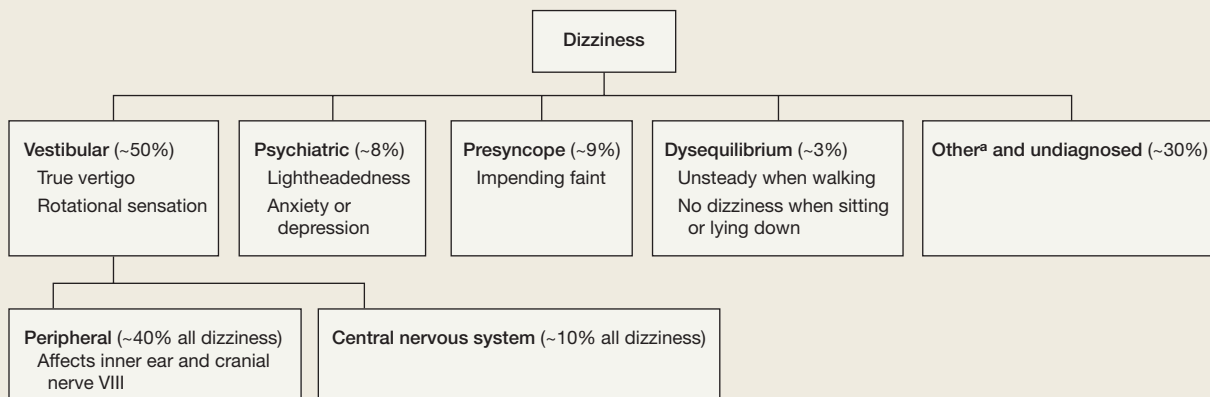 Dizziness
Vestibular (~50%)
True vertigo
Rotational sensation
Psychiatric (~8%)
Lightheadedness
Anxiety or
depression
Presyncope (~9%)
Impending faint
Dysequilibrium (~3%)
Unsteady when walking
No dizziness when sitting
or lying down
Otherᵃ and undiagnosed (~30%)
Peripheral (~40% all dizziness)
Affects inner ear and cranial
nerve VIII
Central nervous system (~10% all dizziness)